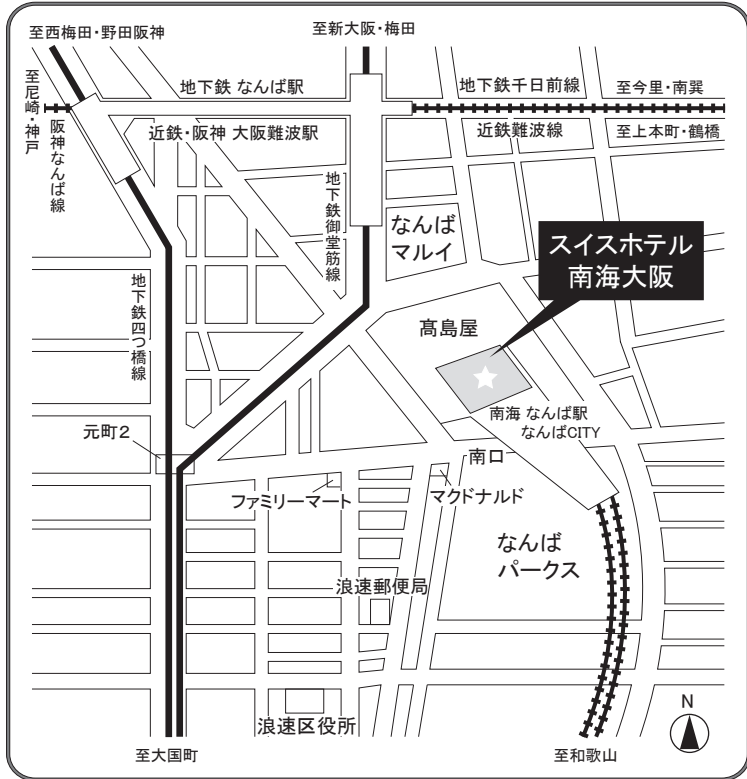 至西梅田・野田阪神
至新大阪・梅田
至尼崎・神戸
阪神なんば線
地下鉄 なんば駅
地下鉄千日前線
至今里・南巽
近鉄・阪神 大阪難波駅
近鉄難波線
至上本町・鶴橋
地下鉄御堂筋線
なんば
マルイ
スイスホテル
南海大阪
地下鉄四つ橋線
髙島屋
南海 なんば駅
なんばCITY
元町2
南口
ファミリーマート
マクドナルド
なんば
パークス
浪速郵便局
浪速区役所
N
至大国町
至和歌山